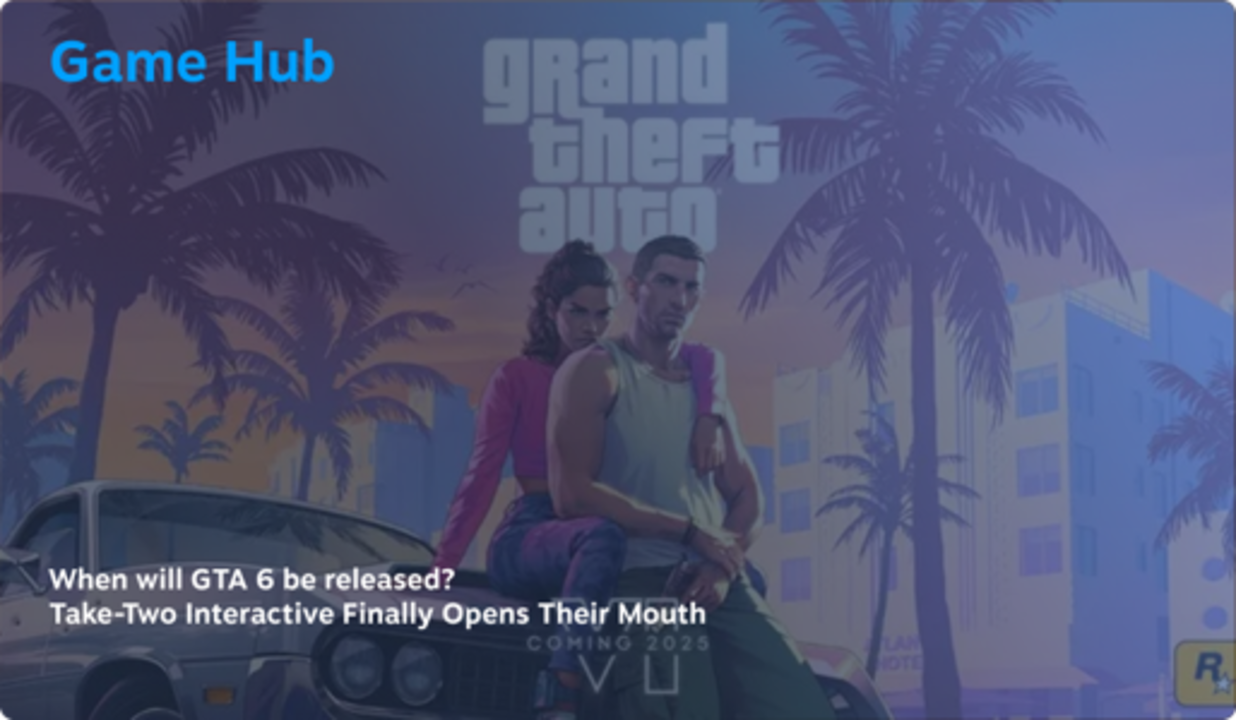 Game Hub
grand
theft
auto
When will GTA 6 be released?
Take-Two Interactive Finally Opens Their Mouth
COMING 2025
R